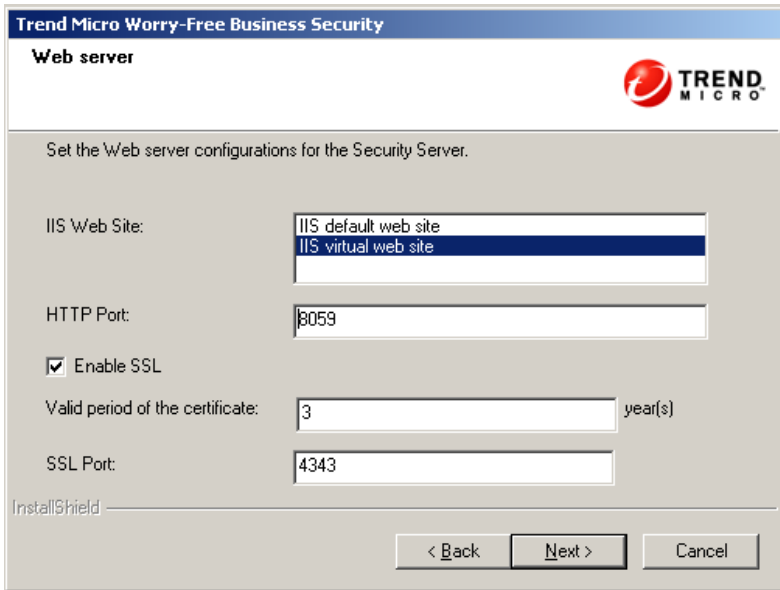 Trend Micro Worry-Free Business Security
Web server
TREND
MICRO™
Set the Web server configurations for the Security Server.
IIS Web Site:
IIS default web site
IIS virtual web site
HTTP Port:
8059
Enable SSL
Valid period of the certificate:
3
year(s)
SSL Port:
4343
InstallShield
< Back
Next >
Cancel